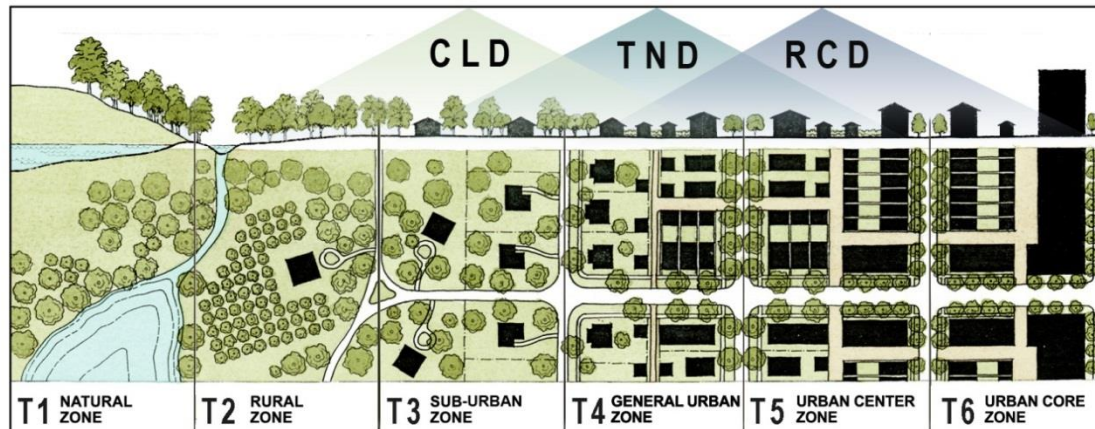 CLD TND RCD
T1 NATURAL ZONE
T2 RURAL ZONE
T3 SUB-URBAN ZONE
T4 GENERAL URBAN ZONE
T5 URBAN CENTER ZONE
T6 URBAN CORE ZONE